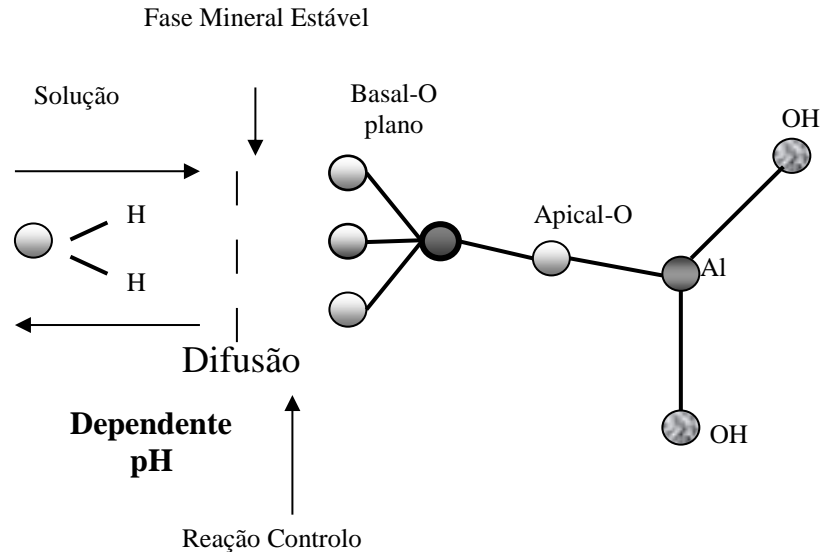 Fase Mineral Estável
Solução
Basal-O
plano
OH
H
Apical-O
H
Al
Difusão
Dependente
pH
OH
Reação Controlo